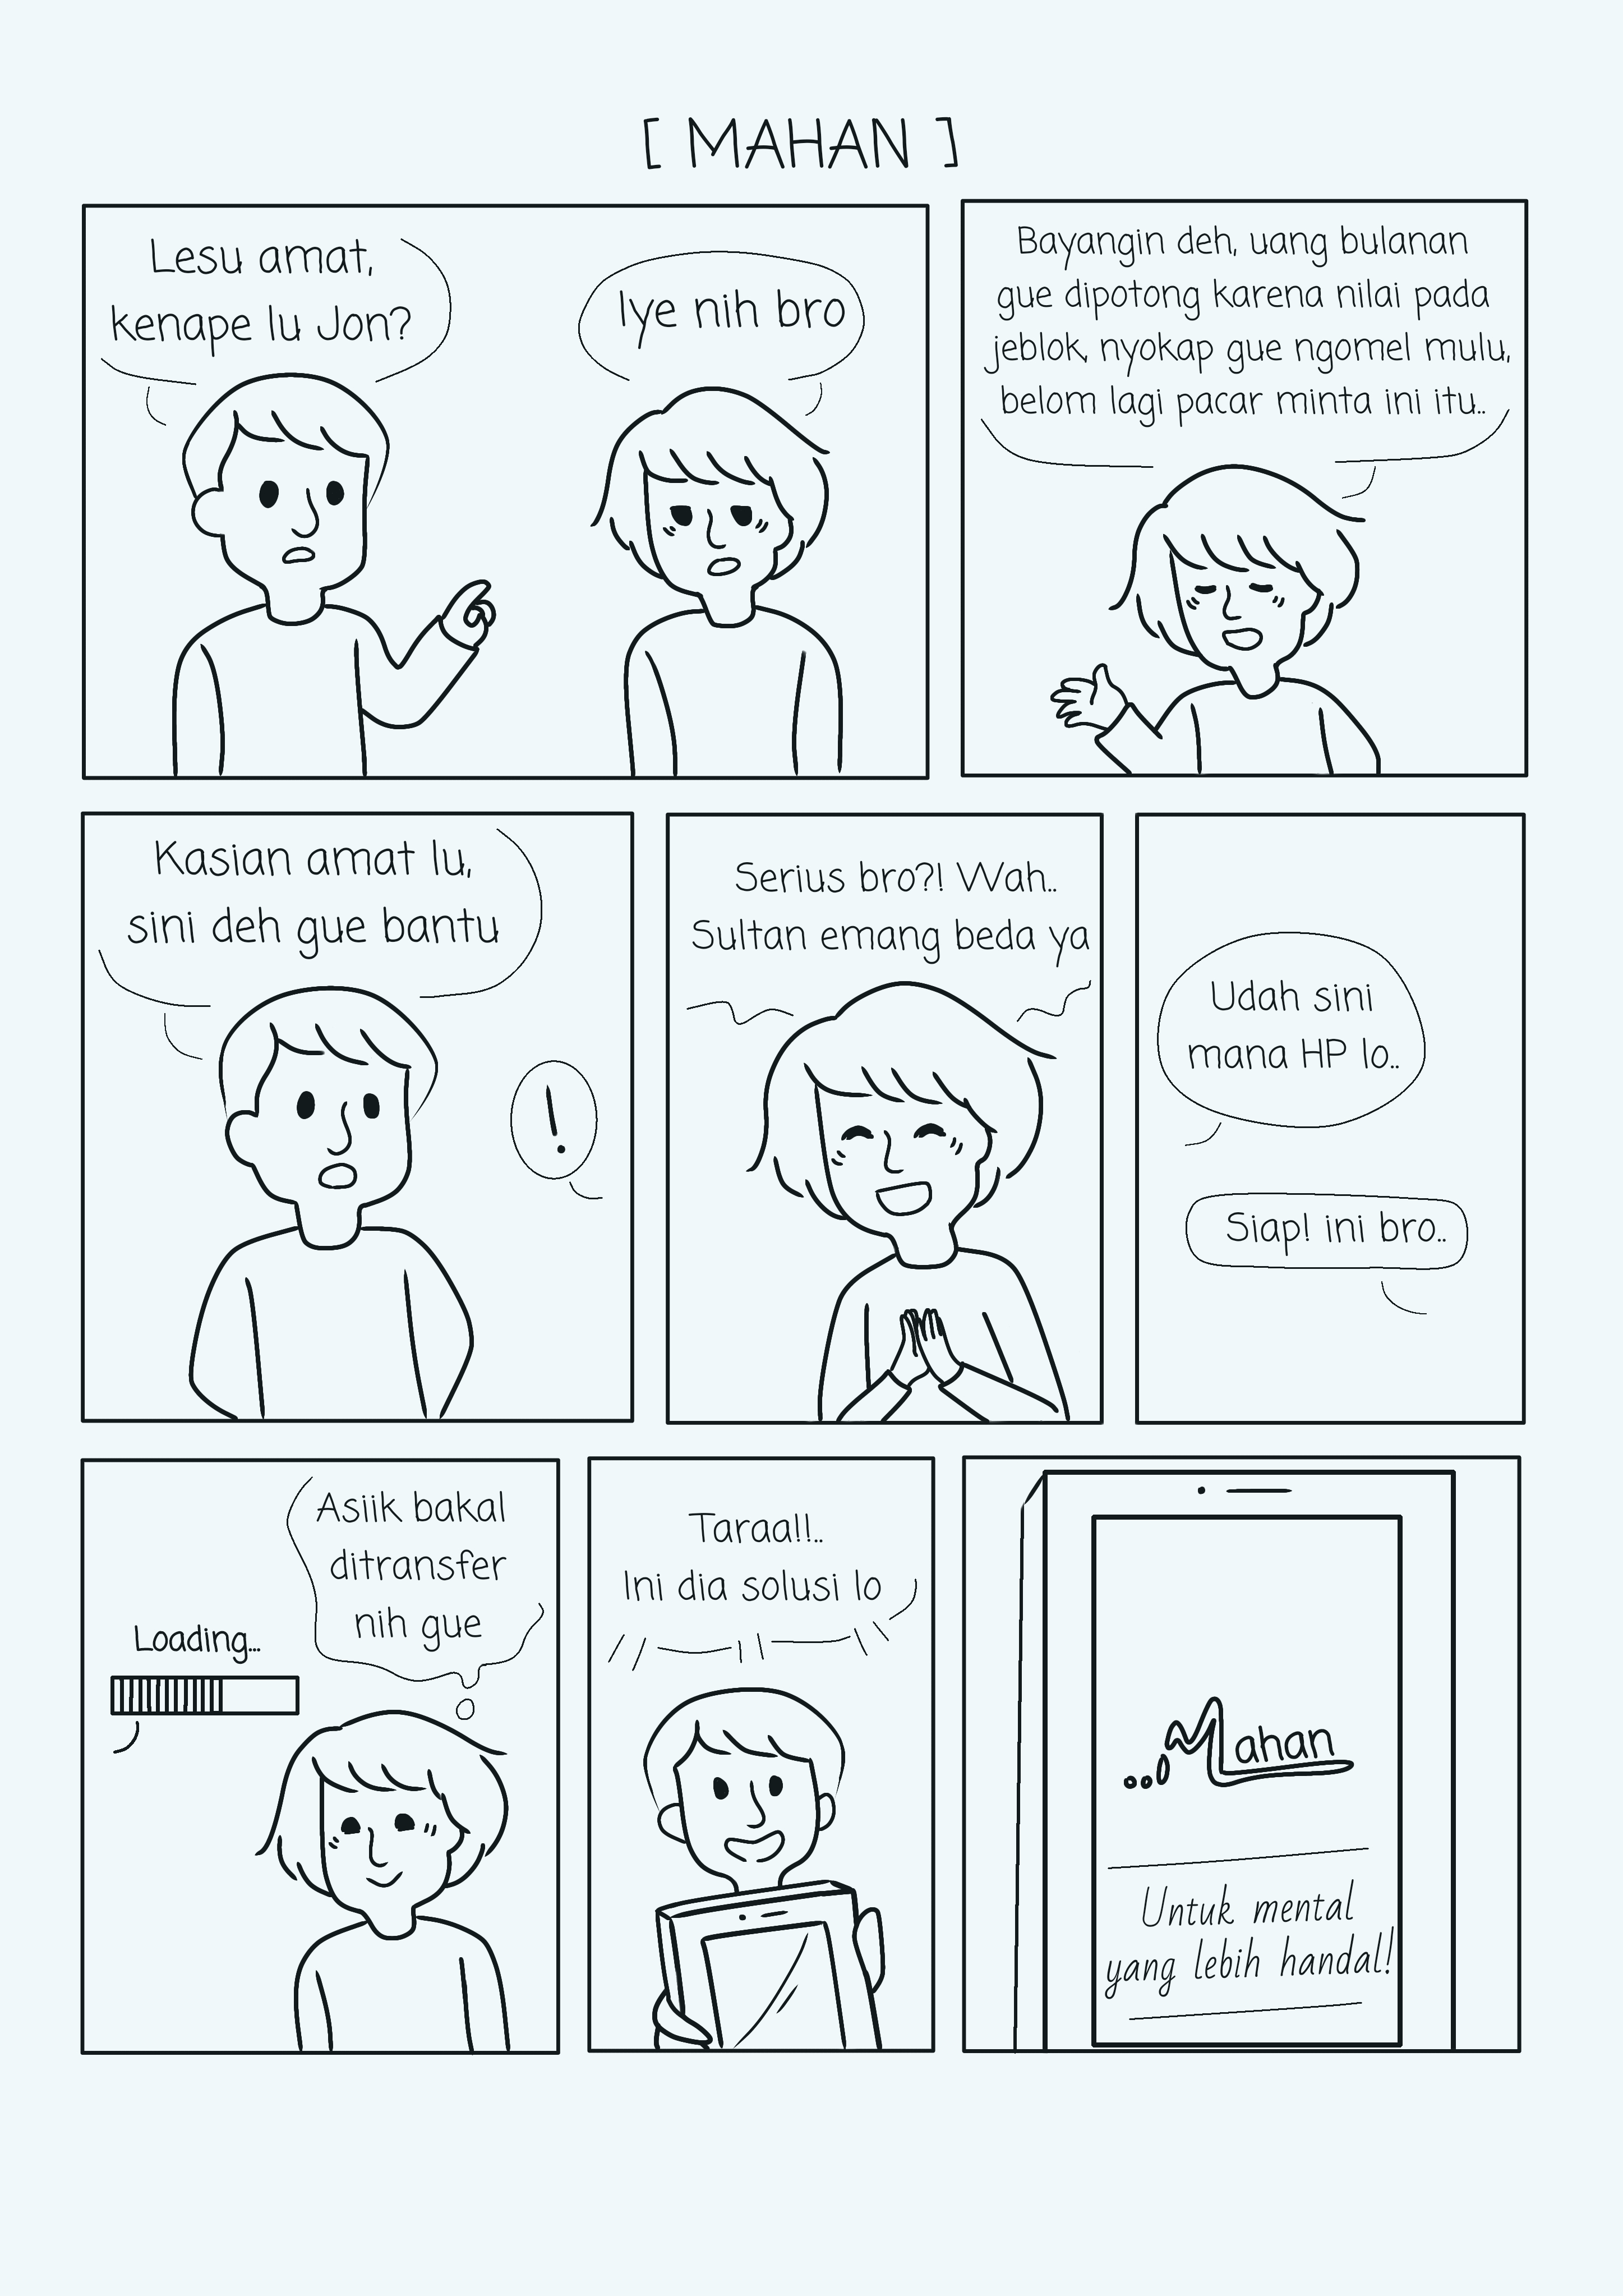 [ MAHAN ]
Lesu amat,
kenape lu Jon?
Iye nih bro
Bayangin deh, uang bulanan
gue dipotong karena nilai pada
jeblok, nyokap gue ngomel mulu,
belom lagi pacar minta ini itu..
Kasian amat lu,
sini deh gue bantu
!
Serius bro?! Wah..
Sultan emang beda ya
Udah sini
mana HP lo..
Siap! ini bro..
Asiik bakal
ditransfer
nih gue
Loading...
Taraa!!..
Ini dia solusi lo
Mahan
Untuk mental
yang lebih handal!